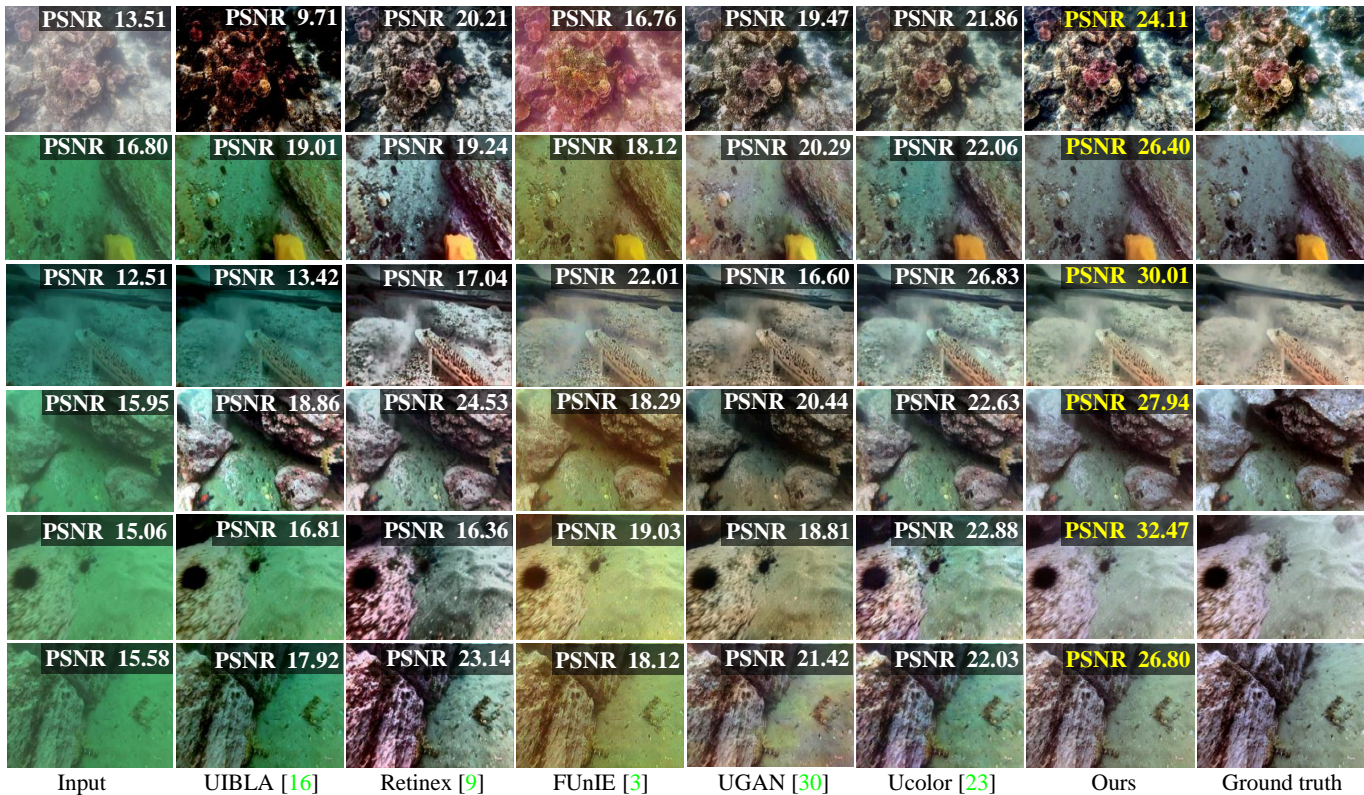 PSNR 13.51 PSNR 9.71 PSNR 20.21 PSNR 16.76 PSNR 19.47 PSNR 21.86 PSNR 24.11
PSNR 16.80 PSNR 19.01 PSNR 19.24 PSNR 18.12 PSNR 20.29 PSNR 22.06 PSNR 26.40
PSNR 12.51 PSNR 13.42 PSNR 17.04 PSNR 22.01 PSNR 16.60 PSNR 26.83 PSNR 30.01
PSNR 15.95 PSNR 18.86 PSNR 24.53 PSNR 18.29 PSNR 20.44 PSNR 22.63 PSNR 27.94
PSNR 15.06 PSNR 16.81 PSNR 16.36 PSNR 19.03 PSNR 18.81 PSNR 22.88 PSNR 32.47
PSNR 15.58 PSNR 17.92 PSNR 23.14 PSNR 18.12 PSNR 21.42 PSNR 22.03 PSNR 26.80
Input UIBLA [16] Retinex [9] FUnIE [3] UGAN [30] Ucolor [23] Ours Ground truth